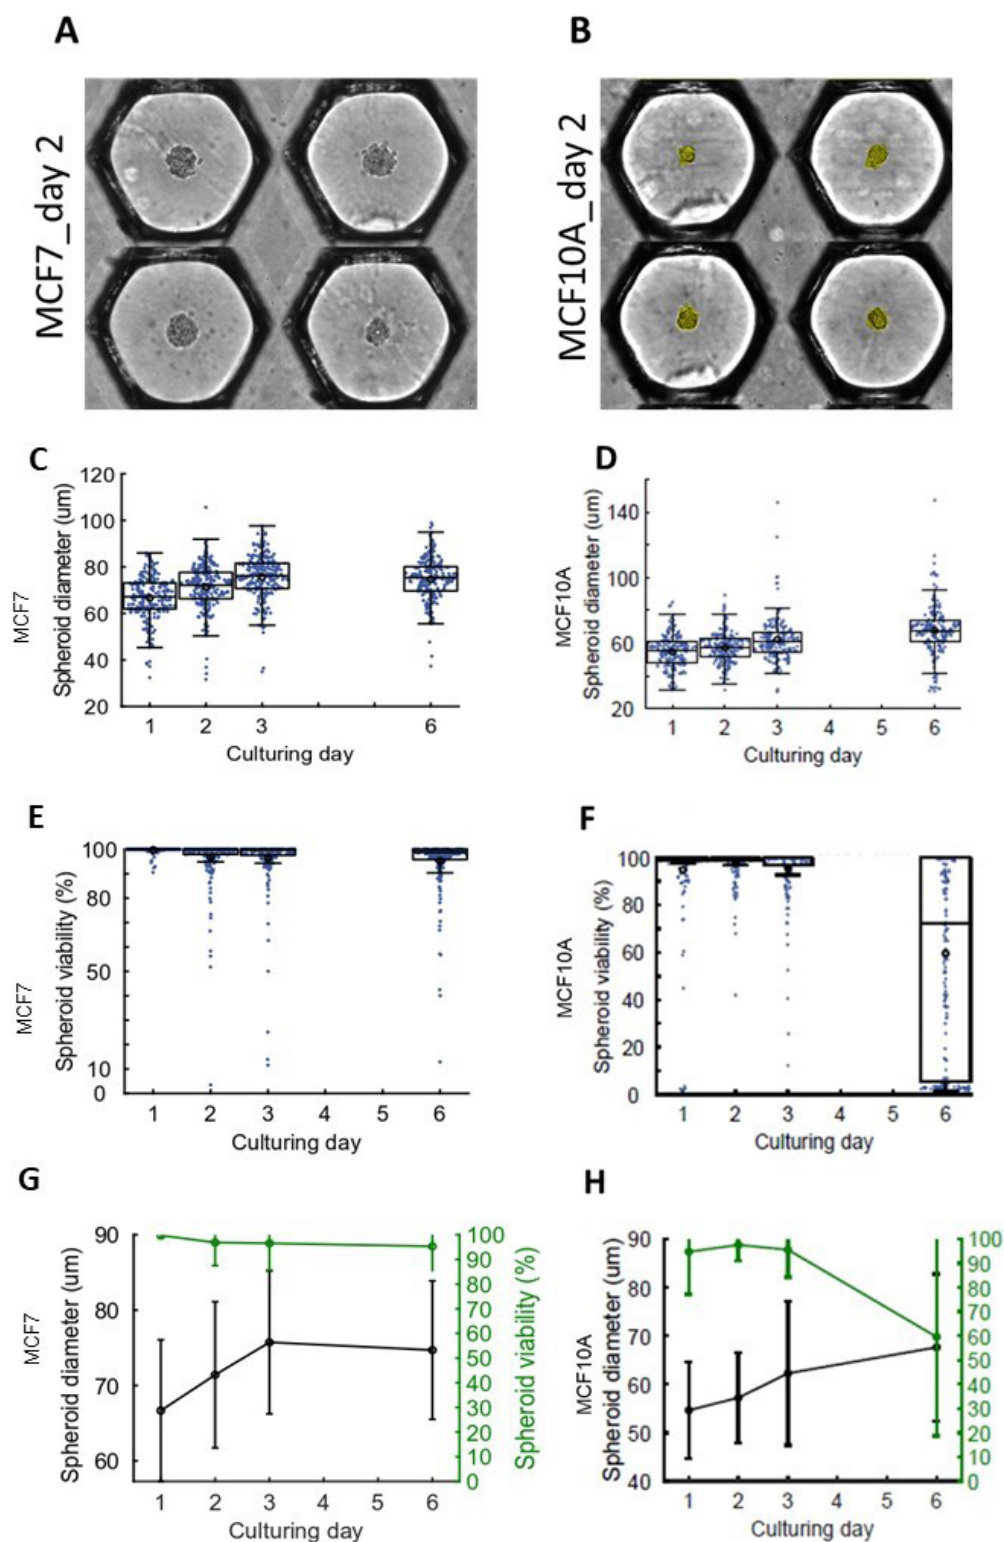 A
B
MCF7_day 2
MCF10A_day 2
C
D
MCF7
Spheroid diameter (um)
120
100
80
60
40
20
1 2 3 6
Culturing day
MCF10A
Spheroid diameter (um)
140
100
60
20
1 2 3 4 5 6
Culturing day
E
F
MCF7
Spheroid viability (%)
100
80
50
10
0
1 2 3 4 5 6
Culturing day
MCF10A
Spheroid viability (%)
100
80
60
40
20
0
1 2 3 4 5 6
Culturing day
G
H
MCF7
Spheroid diameter (um)
90
80
70
60
100
90
80
70
60
50
40
30
20
10
0
Spheroid viability (%)
1 2 3 4 5 6
Culturing day
MCF10A
Spheroid diameter (um)
90
80
70
60
50
40
100
90
80
70
60
50
40
30
20
10
0
1 2 3 4 5 6
Culturing day